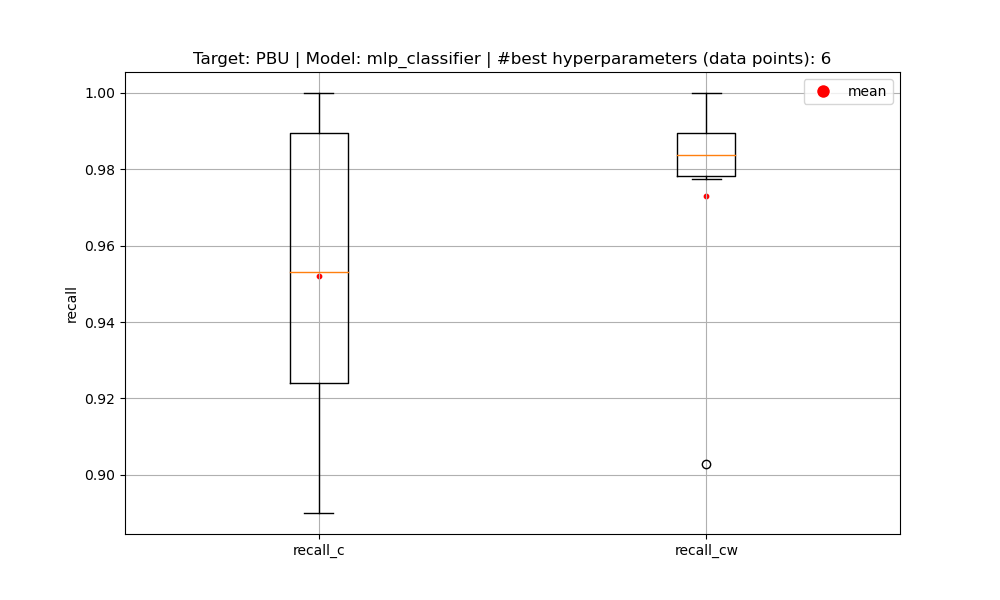 Target: PBU | Model: mlp_classifier | #best hyperparameters (data points): 6
mean
1.00
0.98
0.96
0.94
0.92
0.90
recall
recall_c
recall_cw